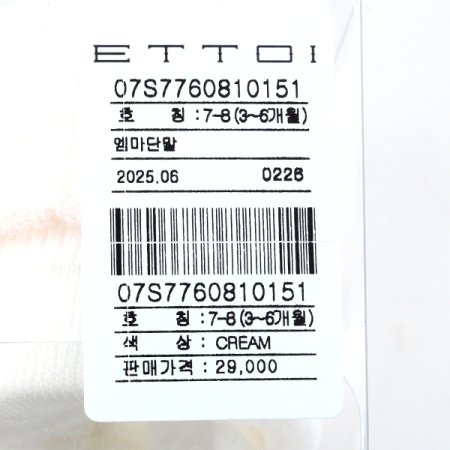 ETTOI
07S7760810151
호 칭 : 7-8 (3~6개월)
엠마단말
2025.06 0226
07S7760810151
호 칭 : 7-8 (3~6개월)
색 상 : CREAM
판매가격 : 29,000